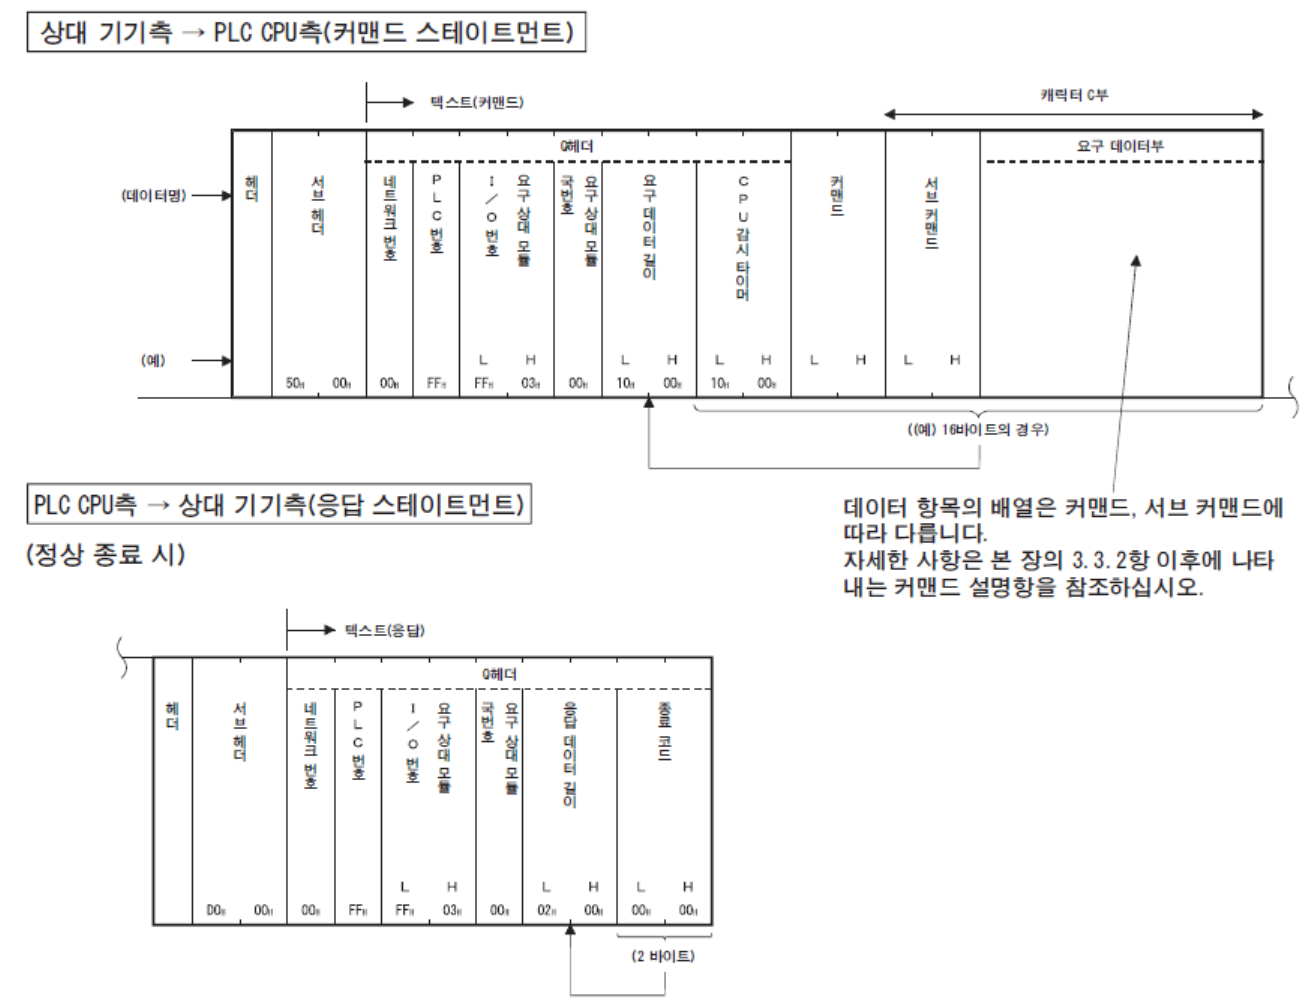 상대 기기측 → PLC CPU측(커맨드 스테이트먼트)
텍스트(커맨드)
캐릭터 C부
Q헤더
요구 데이터부
(데이터명)
헤더
서브 헤더
네트워크 번호
PLC번호
요구 상대 모듈
I/O 번호
요구 상대 모듈
국번호
요구 데이터 길이
CPU감시 타이머
커맨드
서브 커맨드
(예)
L H L H L H L H L H
50H 00H 00H FFH FFH 03H 00H 10H 00H 10H 00H
((예) 16바이트의 경우)
데이터 항목의 배열은 커맨드, 서브 커맨드에
따라 다릅니다.
자세한 사항은 본 장의 3.3.2항 이후에 나타
내는 커맨드 설명항을 참조하십시오.
PLC CPU측 → 상대 기기측(응답 스테이트먼트)
(정상 종료 시)
텍스트(응답)
Q헤더
헤더
서브 헤더
네트워크 번호
PLC번호
요구 상대 모듈
I/O 번호
요구 상대 모듈
국번호
응답 데이터 길이
종료 코드
L H L H L H
D0H 00H 00H FFH FFH 03H 00H 02H 00H 00H 00H
(2 바이트)